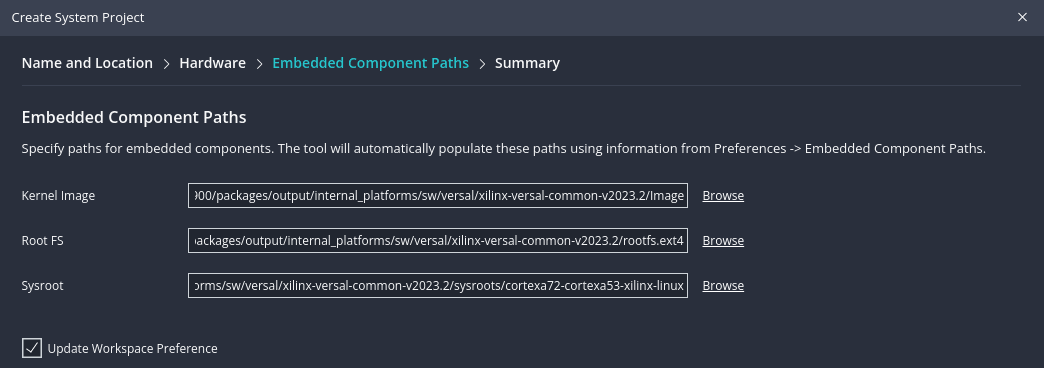 Create System Project
Name and Location > Hardware > Embedded Component Paths > Summary
Embedded Component Paths
Specify paths for embedded components. The tool will automatically populate these paths using information from Preferences -> Embedded Component Paths.
Kernel Image 00/packages/output/internal_platforms/sw/versal/xilinx-versal-common-v2023.2/Image Browse
Root FS ackages/output/internal_platforms/sw/versal/xilinx-versal-common-v2023.2/rootfs.ext4 Browse
Sysroot orms/sw/versal/xilinx-versal-common-v2023.2/sysroots/cortexa72-cortexa53-xilinx-linux Browse
Update Workspace Preference